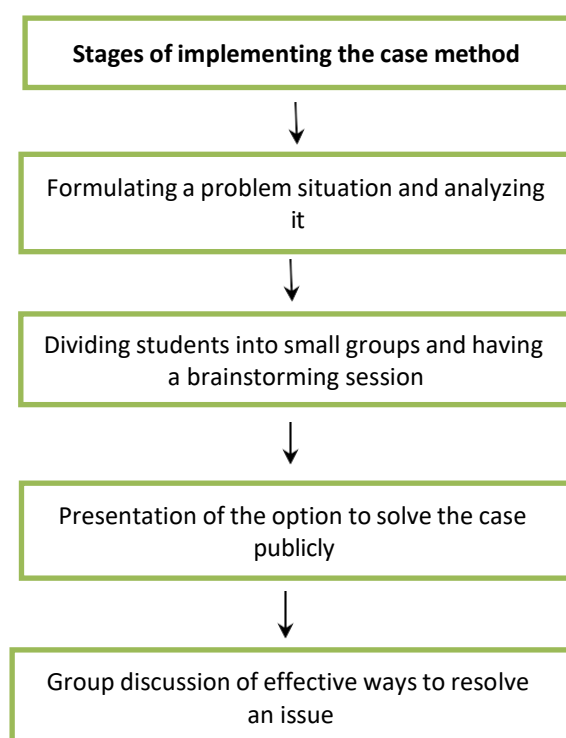 Stages of implementing the case method
Formulating a problem situation and analyzing
it
Dividing students into small groups and having
a brainstorming session
Presentation of the option to solve the case
publicly
Group discussion of effective ways to resolve
an issue